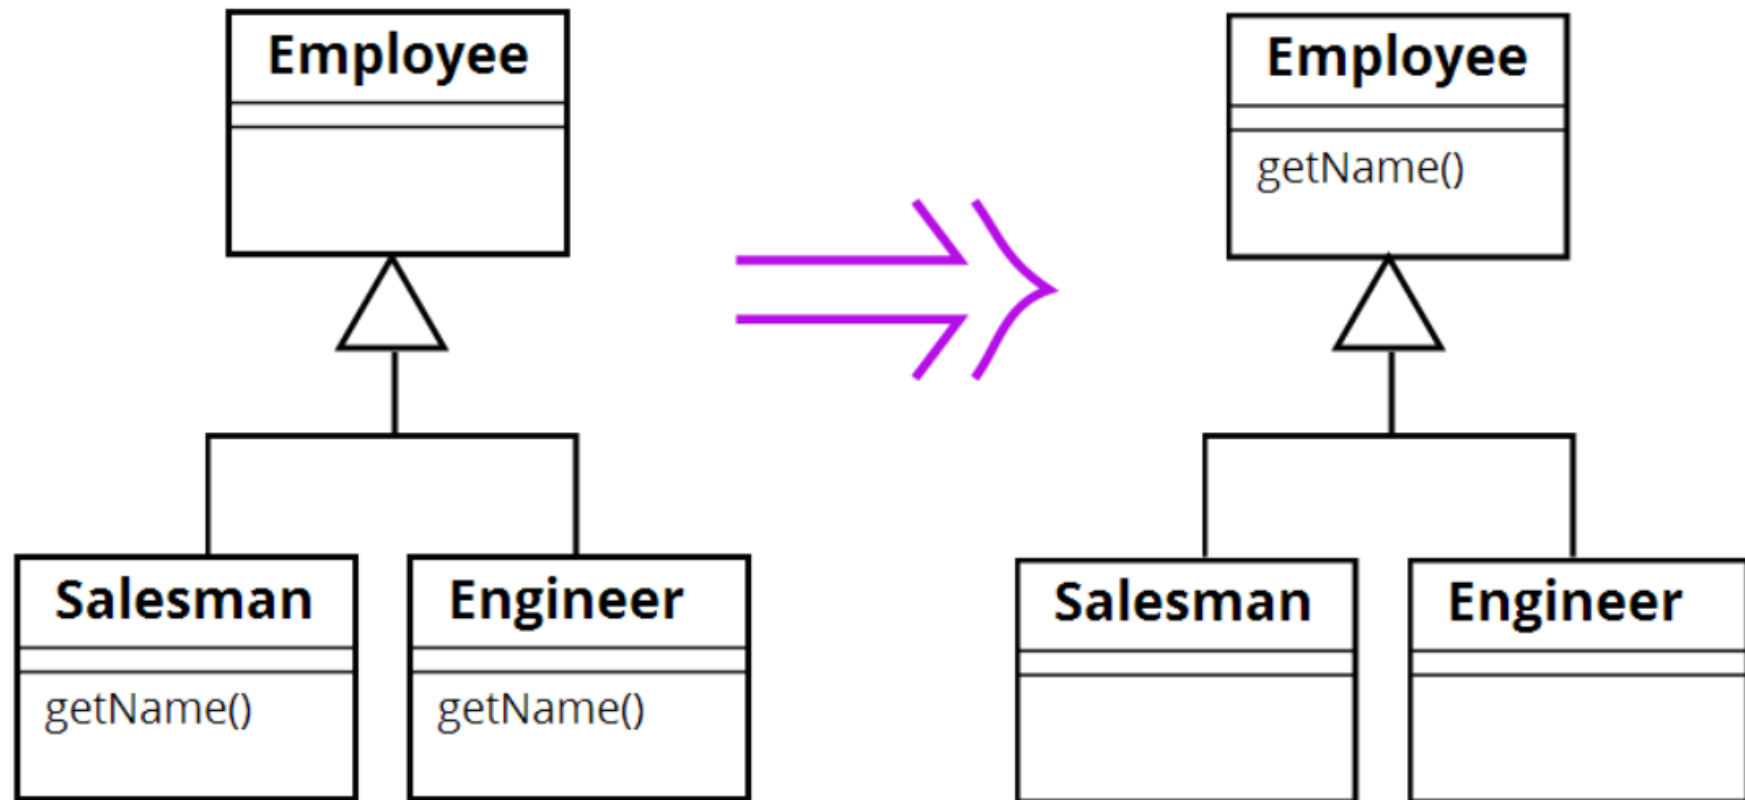 Employee
Salesman
getName()
Engineer
getName()
Employee
getName()
Salesman
Engineer